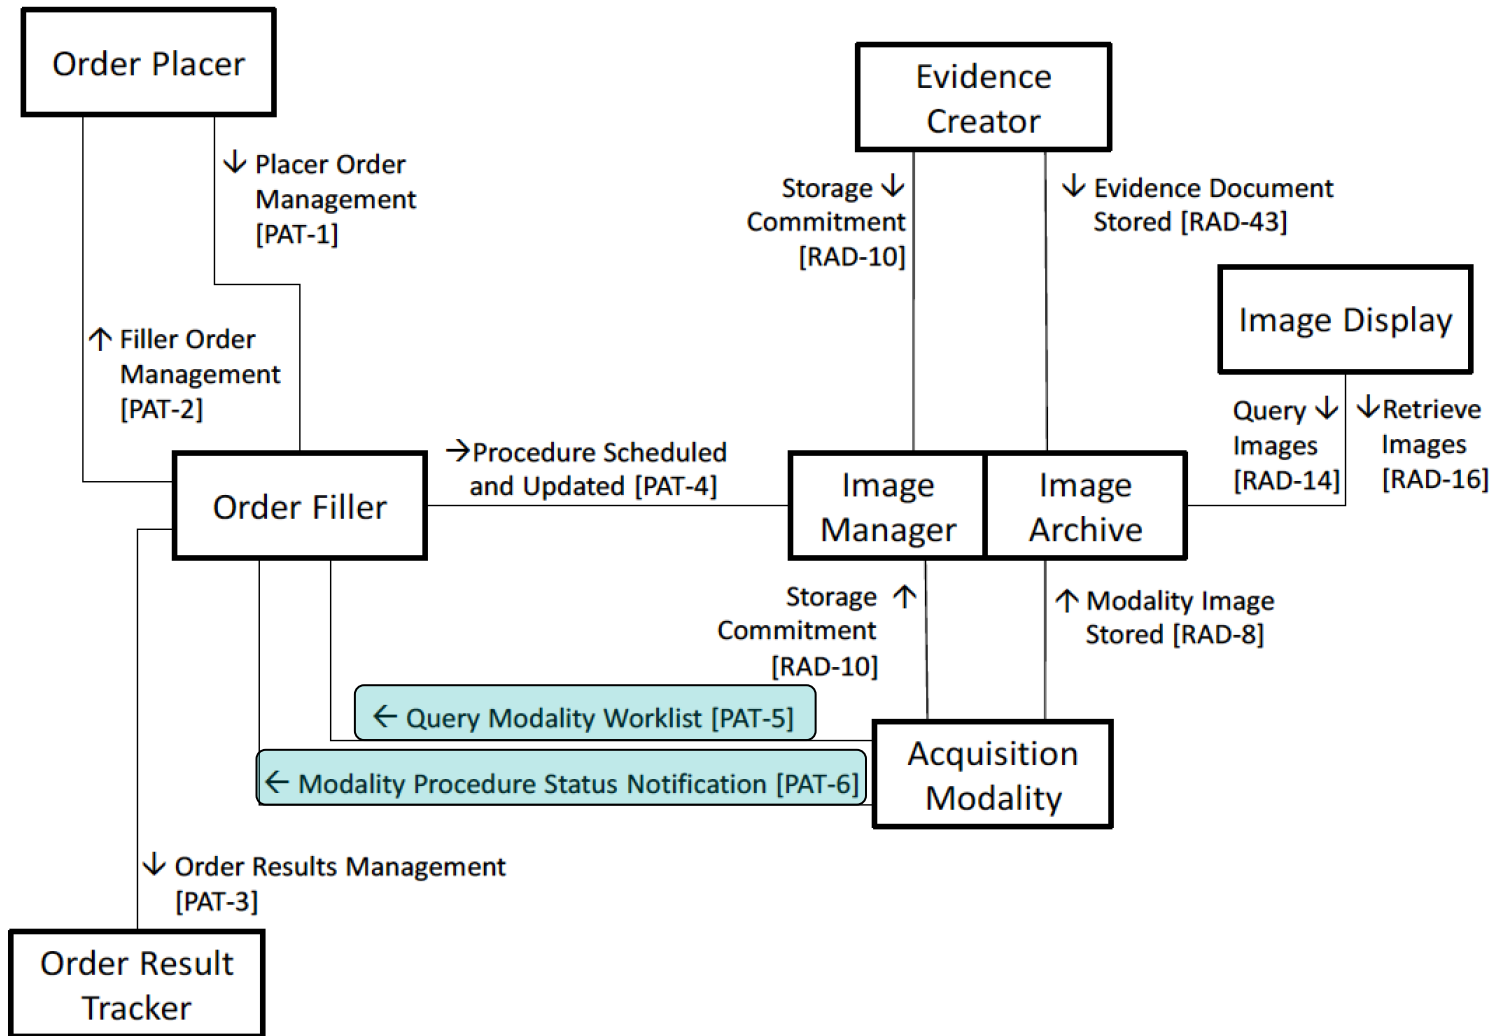 Order Placer
Evidence
Creator
↓ Placer Order
Management
[PAT-1]
Storage ↓
Commitment
[RAD-10]
↓ Evidence Document
Stored [RAD-43]
Image Display
↑ Filler Order
Management
[PAT-2]
Query ↓
Images
[RAD-14]
↓Retrieve
Images
[RAD-16]
→Procedure Scheduled
and Updated [PAT-4]
Order Filler
Image
Manager
Image
Archive
Storage ↑
Commitment
[RAD-10]
↑ Modality Image
Stored [RAD-8]
← Query Modality Worklist [PAT-5]
← Modality Procedure Status Notification [PAT-6]
Acquisition
Modality
↓ Order Results Management
[PAT-3]
Order Result
Tracker